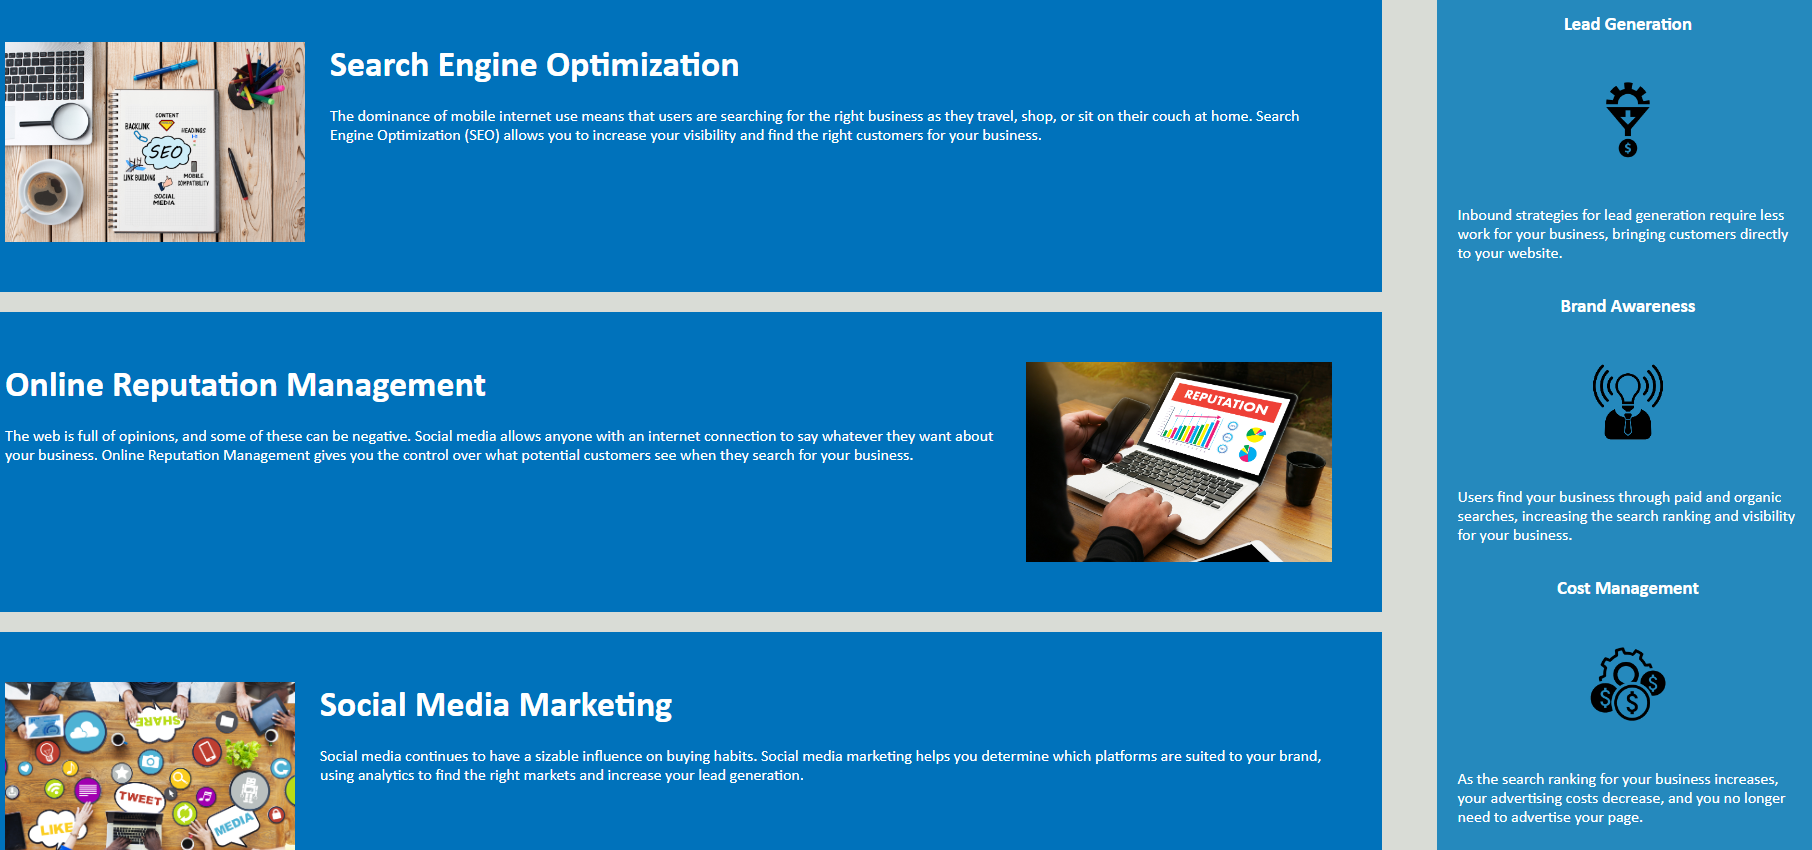 Search Engine Optimization
The dominance of mobile internet use means that users are searching for the right business as they travel, shop, or sit on their couch at home. Search
Engine Optimization (SEO) allows you to increase your visibility and find the right customers for your business.
CONTENT
BACKLINK
HEADINGS
SEO
LINK BUILDING
MOBILE
COMPATIBILITY
SOCIAL
MEDIA
Online Reputation Management
The web is full of opinions, and some of these can be negative. Social media allows anyone with an internet connection to say whatever they want about
your business. Online Reputation Management gives you the control over what potential customers see when they search for your business.
REPUTATION
Social Media Marketing
Social media continues to have a sizable influence on buying habits. Social media marketing helps you determine which platforms are suited to your brand,
using analytics to find the right markets and increase your lead generation.
SHARE
TWEET
LIKE
MEDIA
Lead Generation
$
Inbound strategies for lead generation require less
work for your business, bringing customers directly
to your website.
Brand Awareness
Users find your business through paid and organic
searches, increasing the search ranking and visibility
for your business.
Cost Management
$ $ $
As the search ranking for your business increases,
your advertising costs decrease, and you no longer
need to advertise your page.